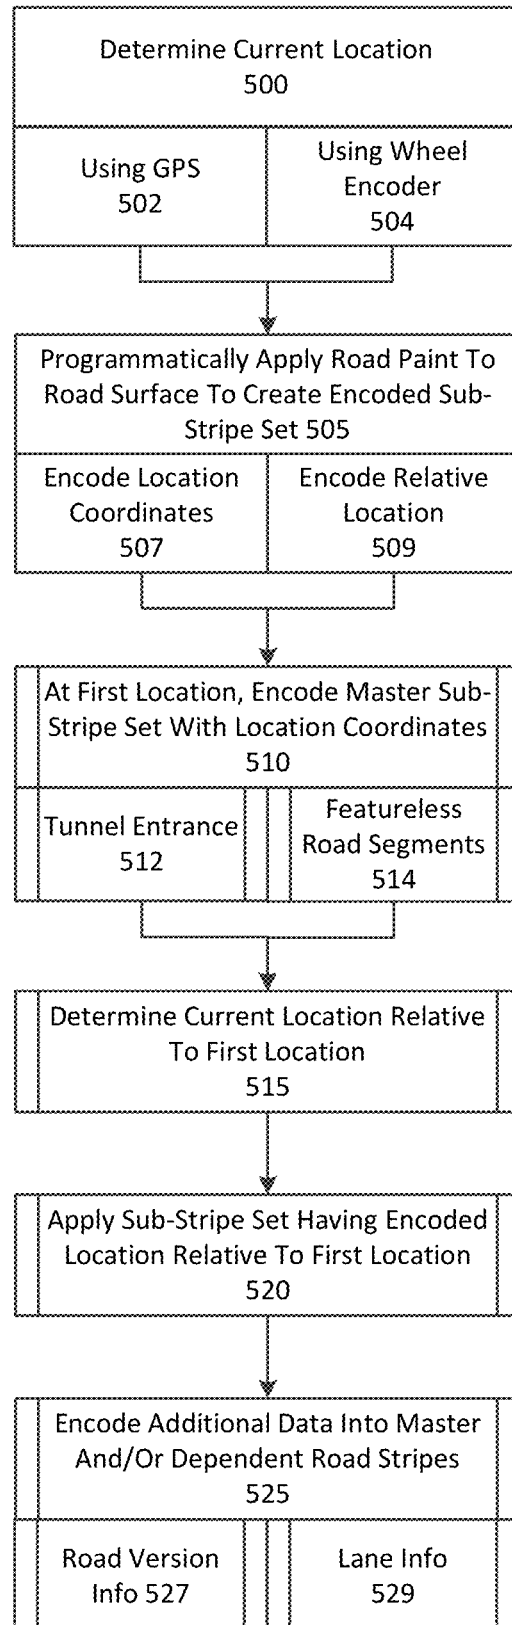 Determine Current Location
500
Using GPS
502
Using Wheel
Encoder
504
Programmatically Apply Road Paint To
Road Surface To Create Encoded Sub-
Stripe Set 505
Encode Location
Coordinates
507
Encode Relative
Location
509
At First Location, Encode Master Sub-
Stripe Set With Location Coordinates
510
Tunnel Entrance
512
Featureless
Road Segments
514
Determine Current Location Relative
To First Location
515
Apply Sub-Stripe Set Having Encoded
Location Relative To First Location
520
Encode Additional Data Into Master
And/Or Dependent Road Stripes
525
Road Version
Info 527
Lane Info
529